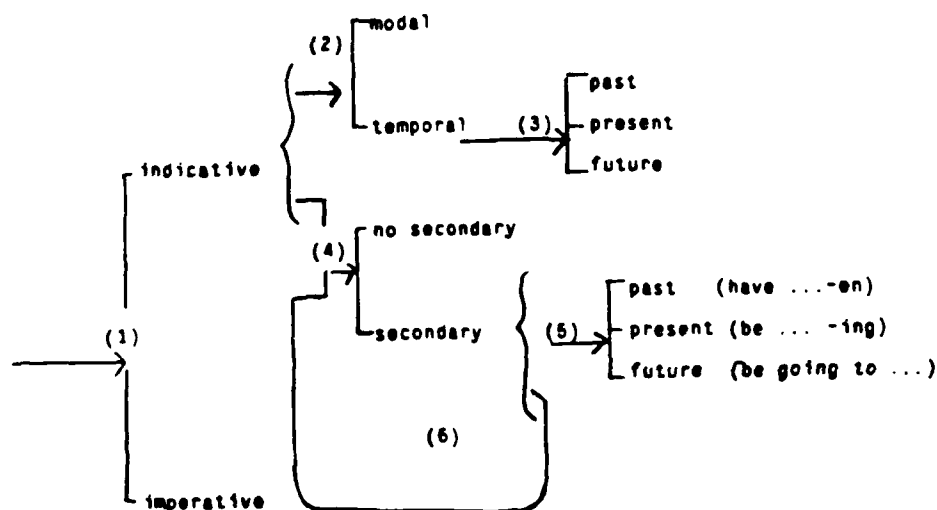 modal
(2)
past
temporal
(3)
present
future
indicative
no secondary
(4)
past (have ...-en)
secondary
(5)
present (be ... -ing)
(1)
future (be going to ...)
(6)
imperative